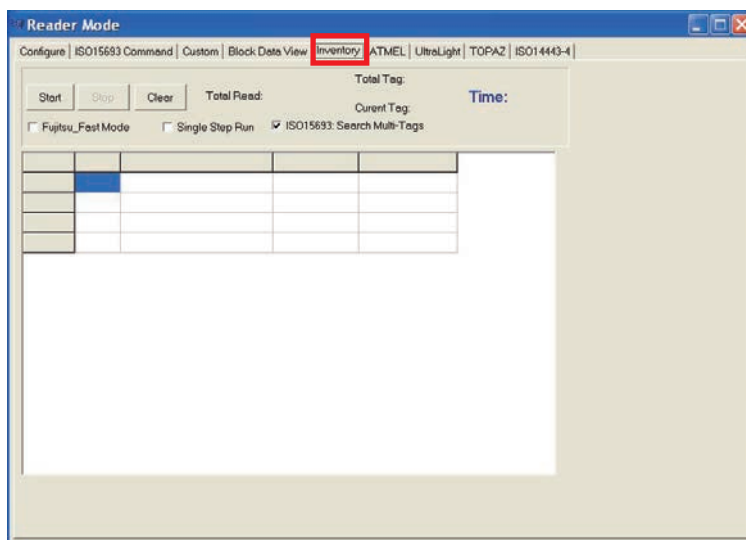 Reader Mode
Configure ISO15693 Command Custom Block Data View Inventory ATMEL UltraLight TOPAZ ISO14443-4
Total Tag:
Start Stop Clear Total Read: Time:
Curent Tag:
Fujitsu_Fast Mode Single Step Run ISO15693: Search Multi-Tags